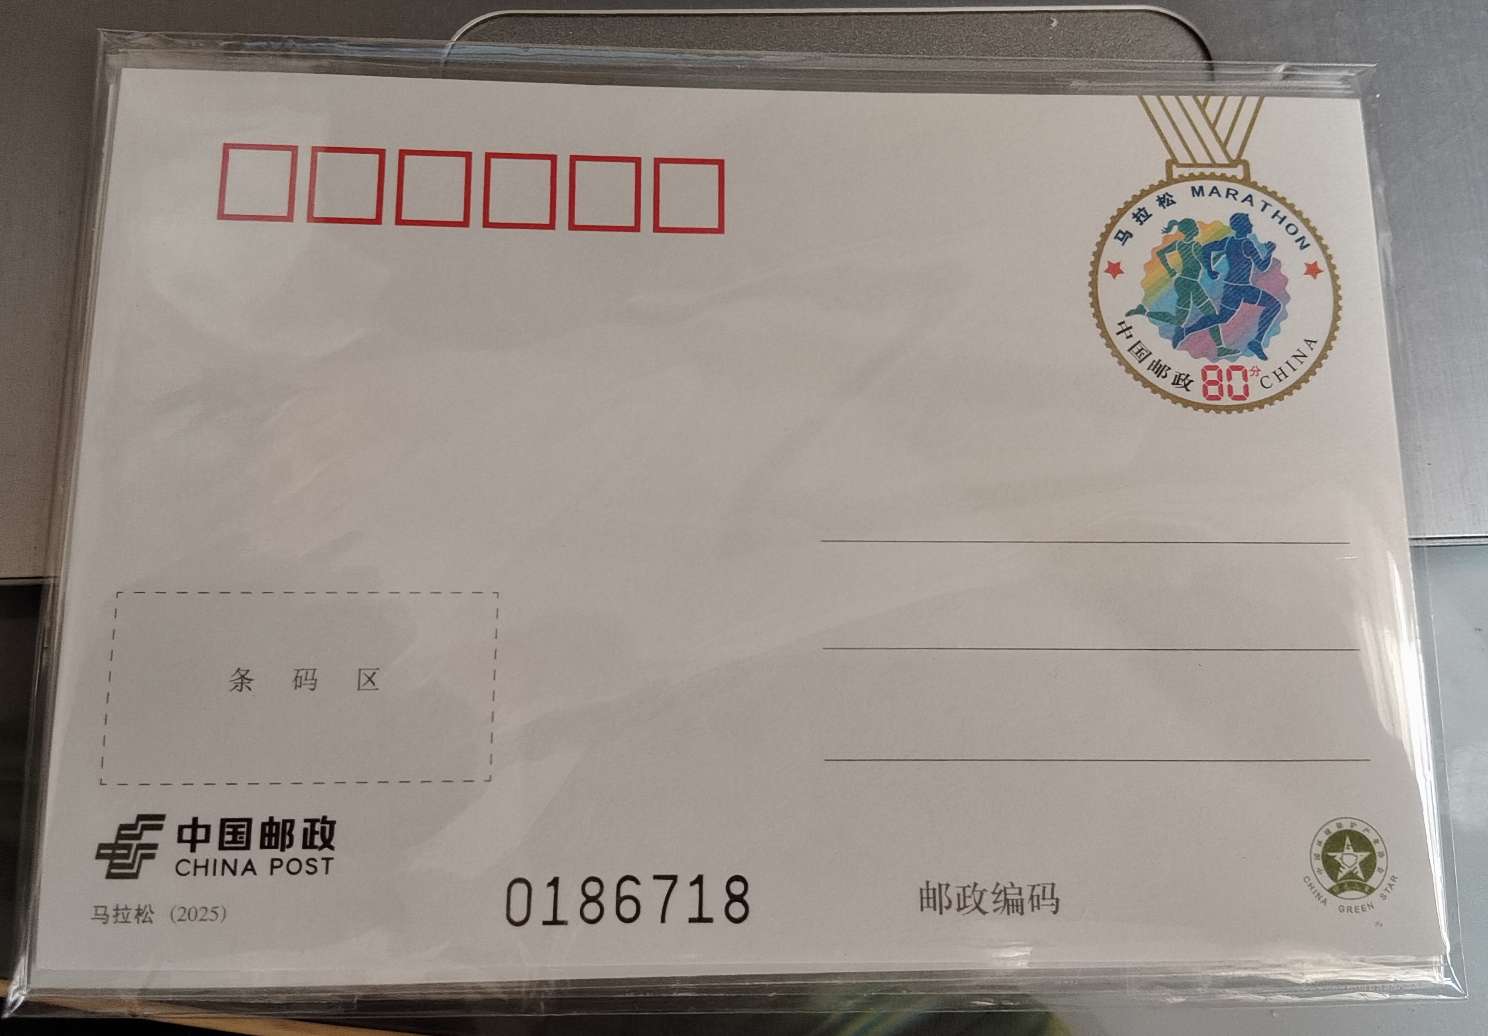 马拉松 MARATHON
中国邮政 80分 CHINA
条码区
中国邮政
CHINA POST
马拉松 (2025)
0186718
邮政编码
CHINA GREEN STAR